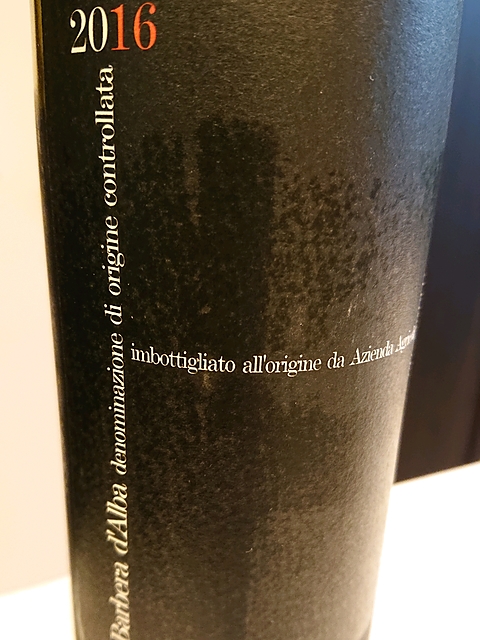 2016
Barbera d'Alba denominazione di origine controllata
imbottigliato all'origine da Azienda